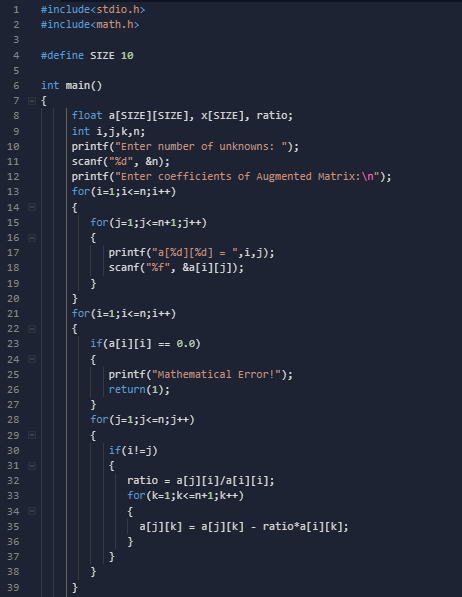 1 #include<stdio.h>
2 #include<math.h>
3
4 #define SIZE 10
5
6 int main()
7 {
8 float a[SIZE][SIZE], x[SIZE], ratio;
9 int i,j,k,n;
10 printf("Enter number of unknowns: ");
11 scanf("%d", &n);
12 printf("Enter coefficients of Augmented Matrix:\n");
13 for(i=1;i<=n;i++)
14 {
15 for(j=1;j<=n+1;j++)
16 {
17 printf("a[%d][%d] = ",i,j);
18 scanf("%f", &a[i][j]);
19 }
20 }
21 for(i=1;i<=n;i++)
22 {
23 if(a[i][i] == 0.0)
24 {
25 printf("Mathematical Error!");
26 return(1);
27 }
28 for(j=1;j<=n;j++)
29 {
30 if(i!=j)
31 {
32 ratio = a[j][i]/a[i][i];
33 for(k=1;k<=n+1;k++)
34 {
35 a[j][k] = a[j][k] - ratio*a[i][k];
36 }
37 }
38 }
39 }